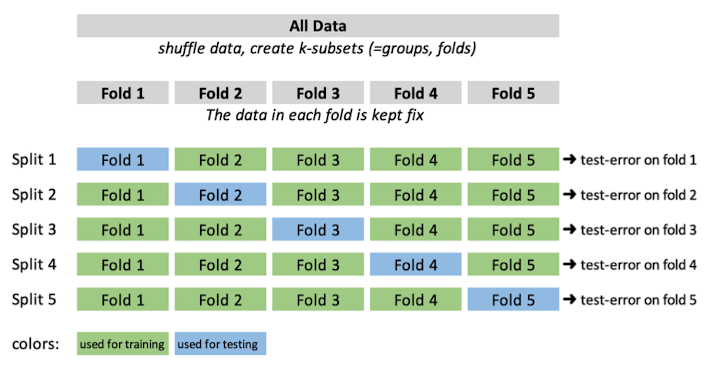 All Data
shuffle data, create k-subsets (=groups, folds)
Fold 1 Fold 2 Fold 3 Fold 4 Fold 5
The data in each fold is kept fix
Split 1 Fold 1 Fold 2 Fold 3 Fold 4 Fold 5 → test-error on fold 1
Split 2 Fold 1 Fold 2 Fold 3 Fold 4 Fold 5 → test-error on fold 2
Split 3 Fold 1 Fold 2 Fold 3 Fold 4 Fold 5 → test-error on fold 3
Split 4 Fold 1 Fold 2 Fold 3 Fold 4 Fold 5 → test-error on fold 4
Split 5 Fold 1 Fold 2 Fold 3 Fold 4 Fold 5 → test-error on fold 5
colors: used for training used for testing